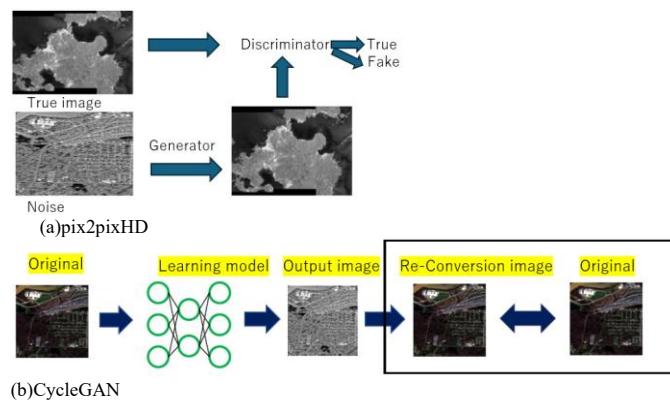 Discriminator
True
Fake
True image
Generator
Noise
(a)pix2pixHD
Original
Learning model
Output image
Re-Conversion image
Original
(b)CycleGAN